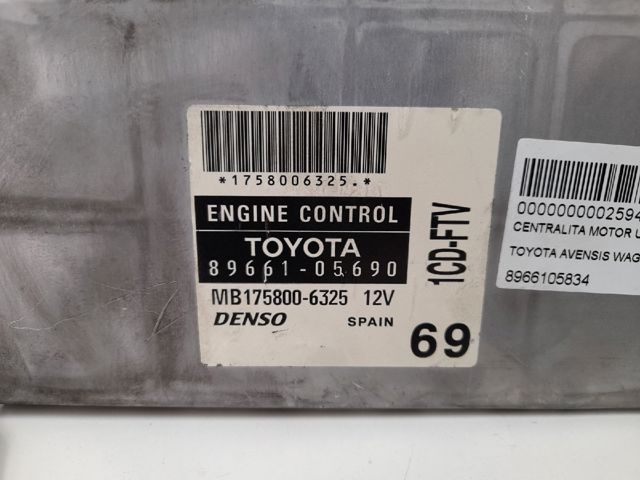 *1758006325.*
ENGINE CONTROL
TOYOTA
89661-05690
MB175800-6325 12V
DENSO SPAIN
1CD-FTV
69
0000000002594
CENTRALITA MOTOR U
TOYOTA AVENSIS WAG
8966105834